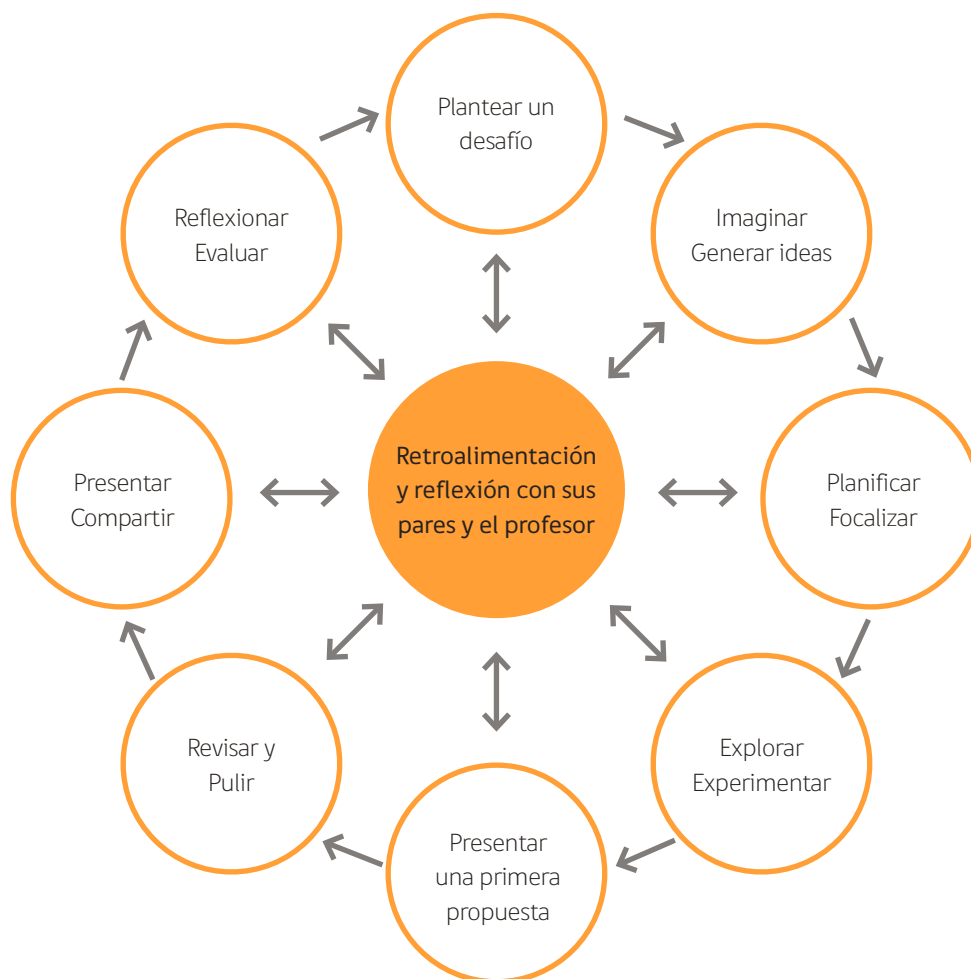 Plantear un
desafío
Imaginar
Generar ideas
Planificar
Focalizar
Explorar
Experimentar
Presentar
una primera
propuesta
Revisar y
Pulir
Presentar
Compartir
Reflexionar
Evaluar
Retroalimentación
y reflexión con sus
pares y el profesor